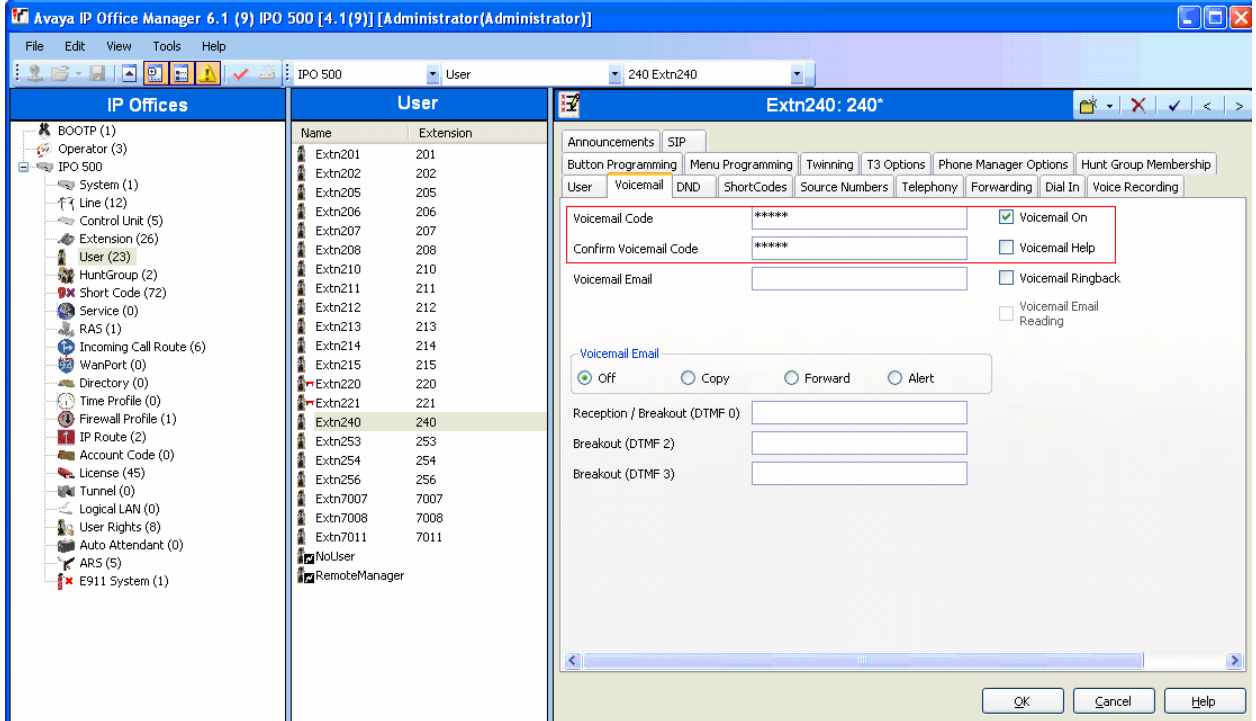 Avaya IP Office Manager 6.1 (9) IPO 500 [4.1(9)] [Administrator(Administrator)]
File Edit View Tools Help
IPO 500 User 240 Extn240
IP Offices
BOOTP (1)
Operator (3)
IPO 500
System (1)
Line (12)
Control Unit (5)
Extension (26)
User (23)
HuntGroup (2)
Short Code (72)
Service (0)
RAS (1)
Incoming Call Route (6)
WanPort (0)
Directory (0)
Time Profile (0)
Firewall Profile (1)
IP Route (2)
Account Code (0)
License (45)
Tunnel (0)
Logical LAN (0)
User Rights (8)
Auto Attendant (0)
ARS (5)
E911 System (1)
User
Name Extension
Extn201 201
Extn202 202
Extn205 205
Extn206 206
Extn207 207
Extn208 208
Extn210 210
Extn211 211
Extn212 212
Extn213 213
Extn214 214
Extn215 215
Extn220 220
Extn221 221
Extn240 240
Extn253 253
Extn254 254
Extn256 256
Extn7007 7007
Extn7008 7008
Extn7011 7011
NoUser
RemoteManager
Extn240: 240*
Announcements SIP
Button Programming Menu Programming Twinning T3 Options Phone Manager Options Hunt Group Membership
User Voicemail DND ShortCodes Source Numbers Telephony Forwarding Dial In Voice Recording
Voicemail Code ***** Voicemail On
Confirm Voicemail Code ***** Voicemail Help
Voicemail Email Voicemail Ringback
Voicemail Email
Reading
Voicemail Email
Off Copy Forward Alert
Reception / Breakout (DTMF 0)
Breakout (DTMF 2)
Breakout (DTMF 3)
OK Cancel Help